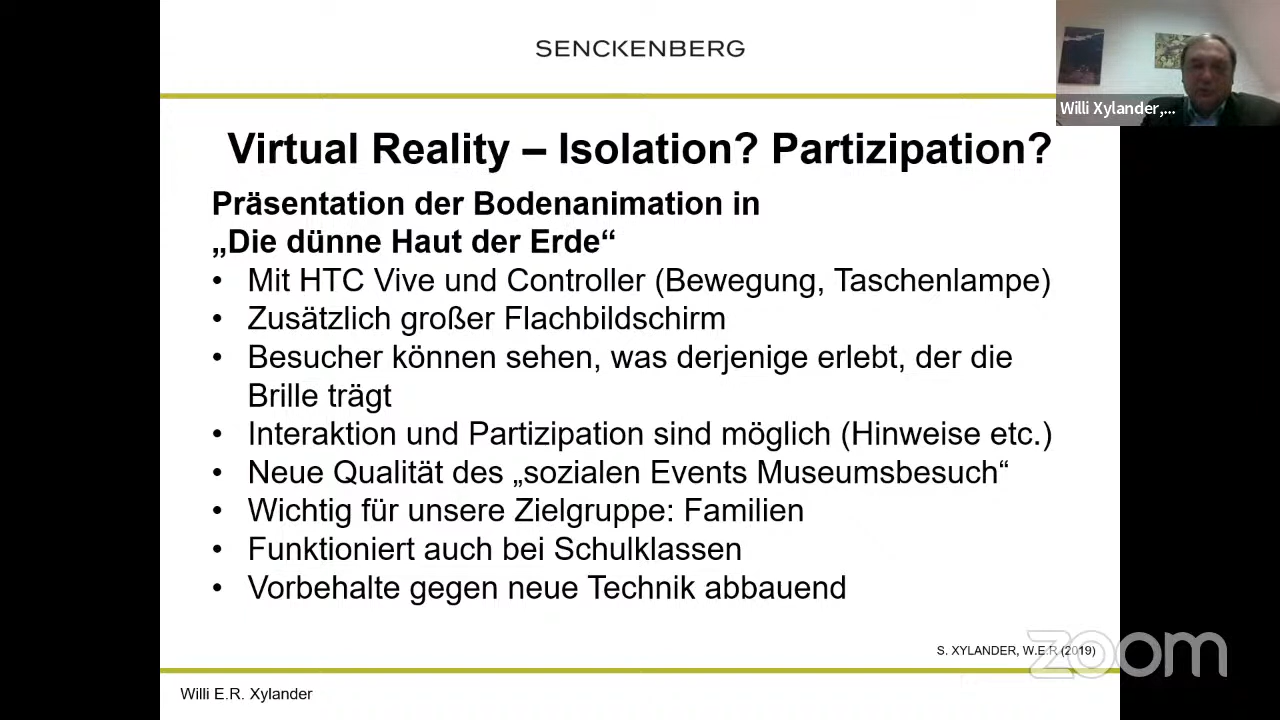 SENCKENBERG
Willi Xylander,...
Virtual Reality – Isolation? Partizipation?
Präsentation der Bodenanimation in
„Die dünne Haut der Erde“
• Mit HTC Vive und Controller (Bewegung, Taschenlampe)
• Zusätzlich großer Flachbildschirm
• Besucher können sehen, was derjenige erlebt, der die
Brille trägt
• Interaktion und Partizipation sind möglich (Hinweise etc.)
• Neue Qualität des „sozialen Events Museumsbesuch“
• Wichtig für unsere Zielgruppe: Familien
• Funktioniert auch bei Schulklassen
• Vorbehalte gegen neue Technik abbauend
S. XYLANDER, W.E.R (2019)
zoom
Willi E.R. Xylander